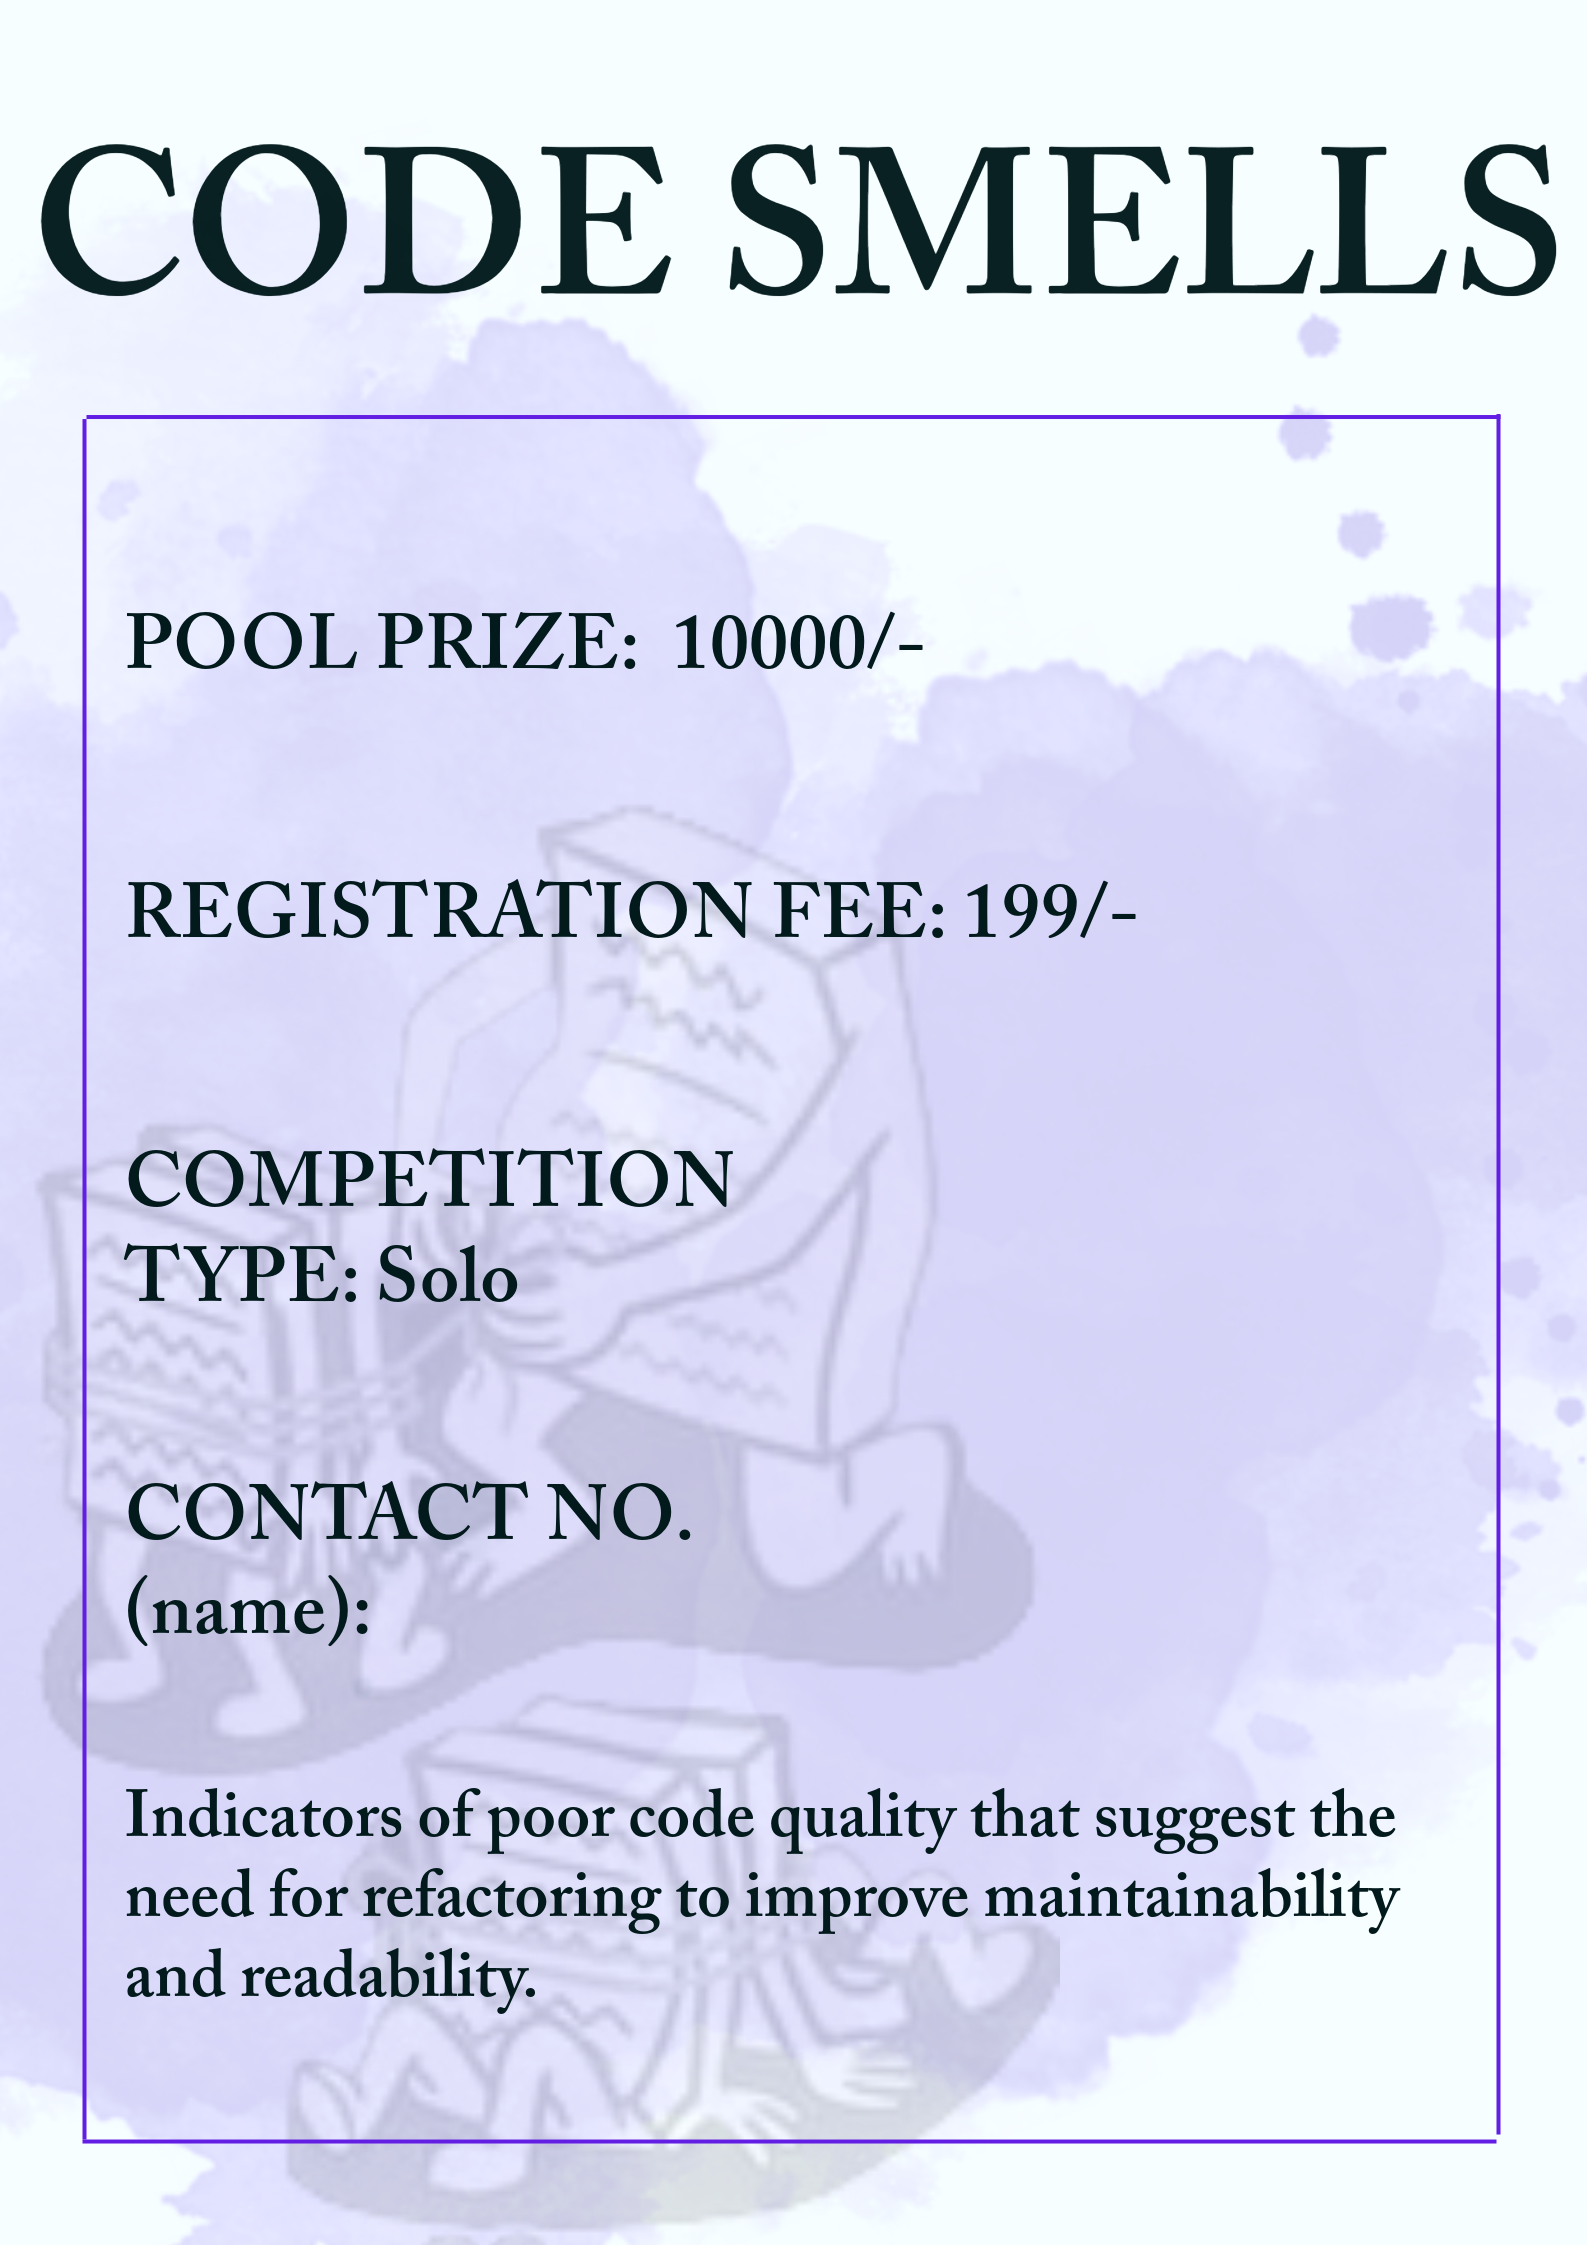 CODE SMELLS
POOL PRIZE: 10000/-
REGISTRATION FEE: 199/-
COMPETITION
TYPE: Solo
CONTACT NO.
(name):
Indicators of poor code quality that suggest the
need for refactoring to improve maintainability
and readability.